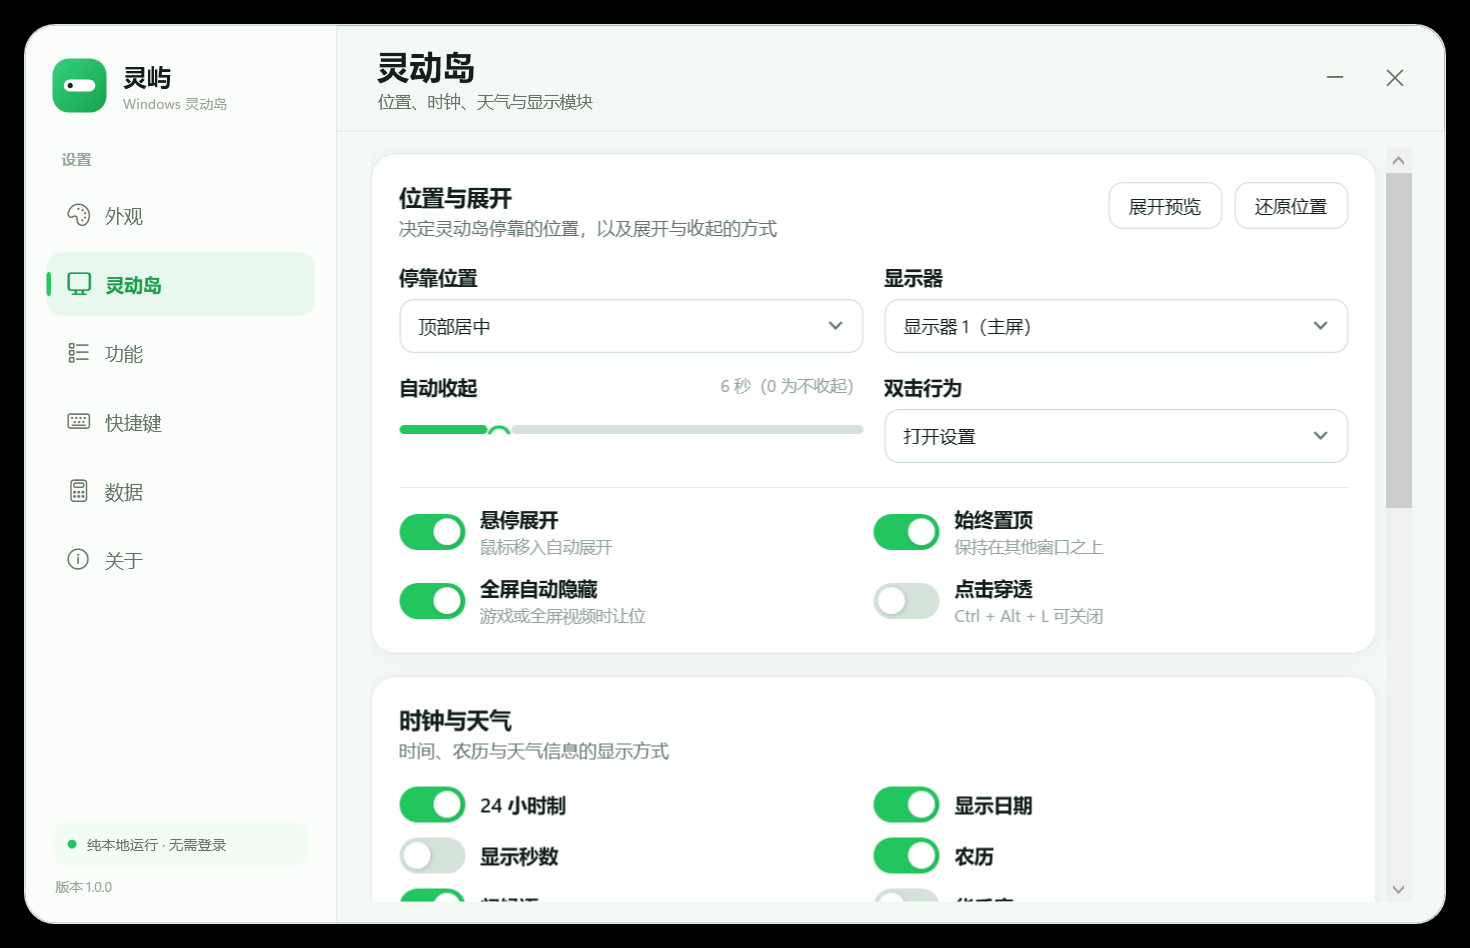 灵屿
Windows 灵动岛
设置
外观
灵动岛
功能
快捷键
数据
关于
纯本地运行 · 无需登录
版本 1.0.0
灵动岛
位置、时钟、天气与显示模块
位置与展开
决定灵动岛停靠的位置，以及展开与收起的方式
展开预览
还原位置
停靠位置
顶部居中
显示器
显示器 1（主屏）
自动收起
6 秒（0 为不收起）
双击行为
打开设置
悬停展开
鼠标移入自动展开
始终置顶
保持在其他窗口之上
全屏自动隐藏
游戏或全屏视频时让位
点击穿透
Ctrl + Alt + L 可关闭
时钟与天气
时间、农历与天气信息的显示方式
24 小时制
显示日期
显示秒数
农历